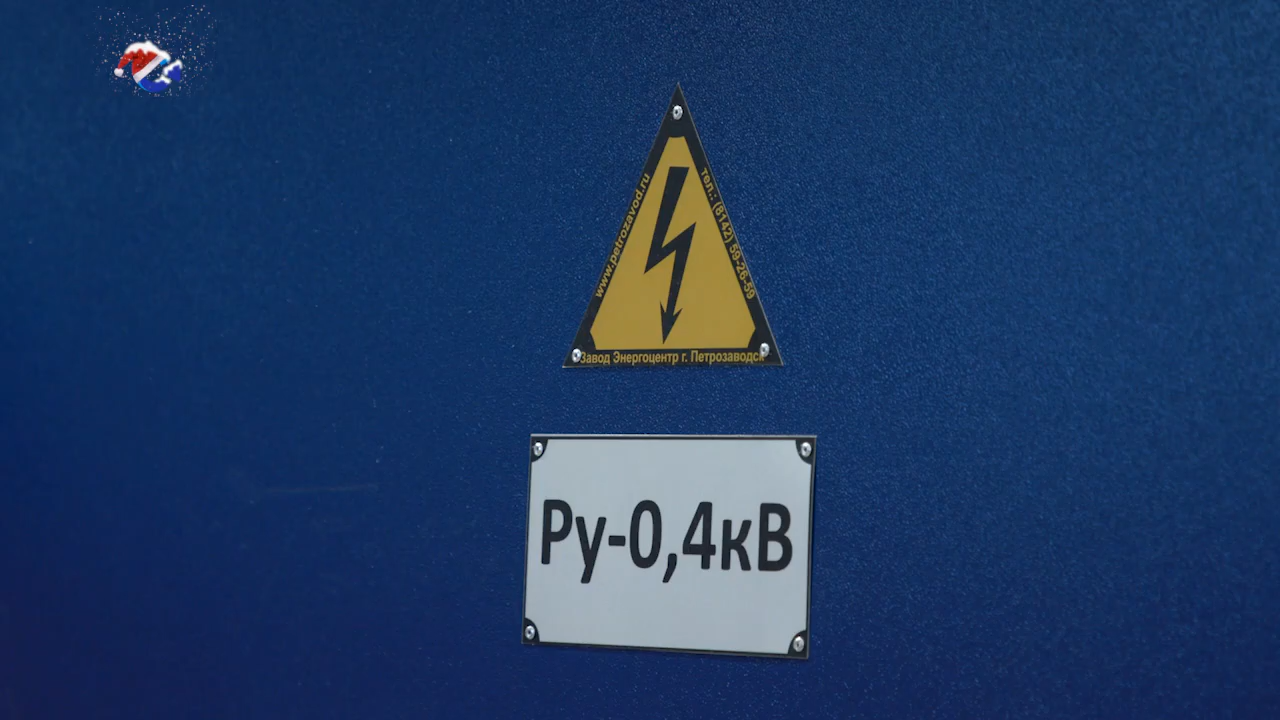 www.petrozavod.ru
тел.: (8142) 59-26-59
Завод Энергоцентр г. Петрозаводск
Ру-0,4кВ